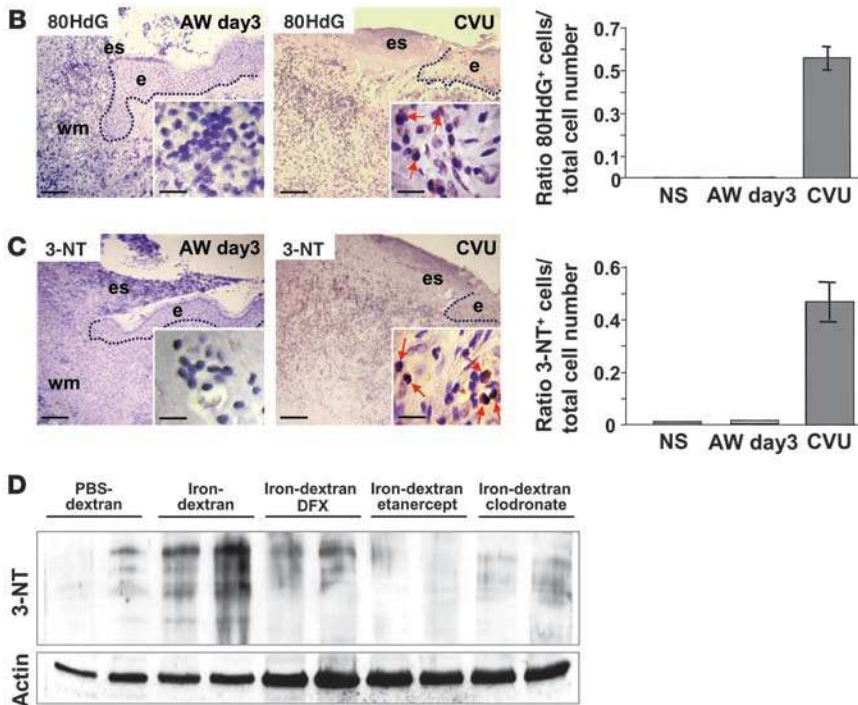 B
80HdG
AW day3
es
e
wm
80HdG
CVU
es
e
Ratio 80HdG+ cells/
total cell number
0.7
0.5
0.3
0.1
0
NS AW day3 CVU
C
3-NT
AW day3
es
e
wm
3-NT
CVU
es
e
Ratio 3-NT+ cells/
total cell number
0.6
0.4
0.2
0
NS AW day3 CVU
D
PBS-
dextran
Iron-
dextran
Iron-dextran
DFX
Iron-dextran
etanercept
Iron-dextran
clodronate
3-NT
Actin